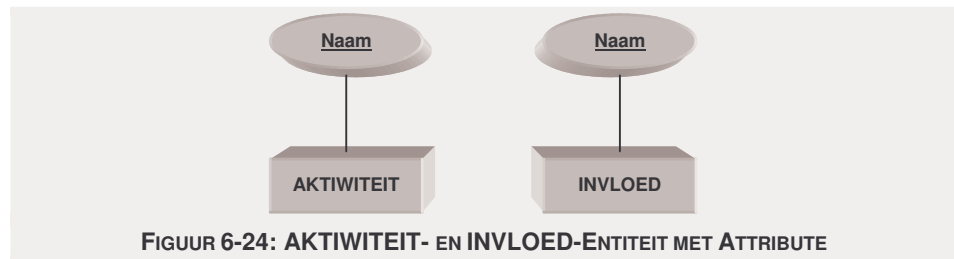 Naam Naam
AKTIWITEIT INVLOED
FIGUUR 6-24: AKTIWITEIT- EN INVLOED-ENTITEIT MET ATTRIBUTE